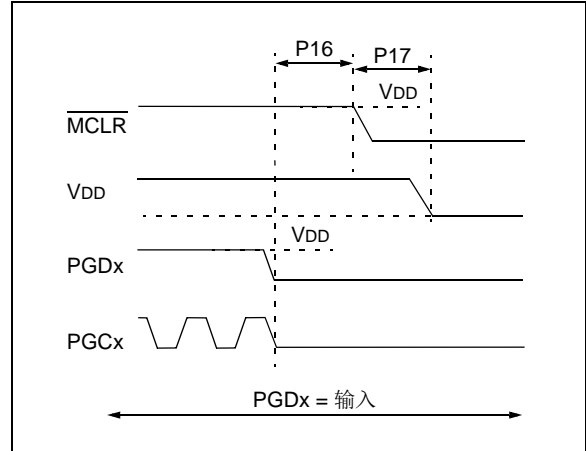 P16 P17
VDD
MCLR
VDD
VDD
PGDx
PGCx
PGDx = 输入